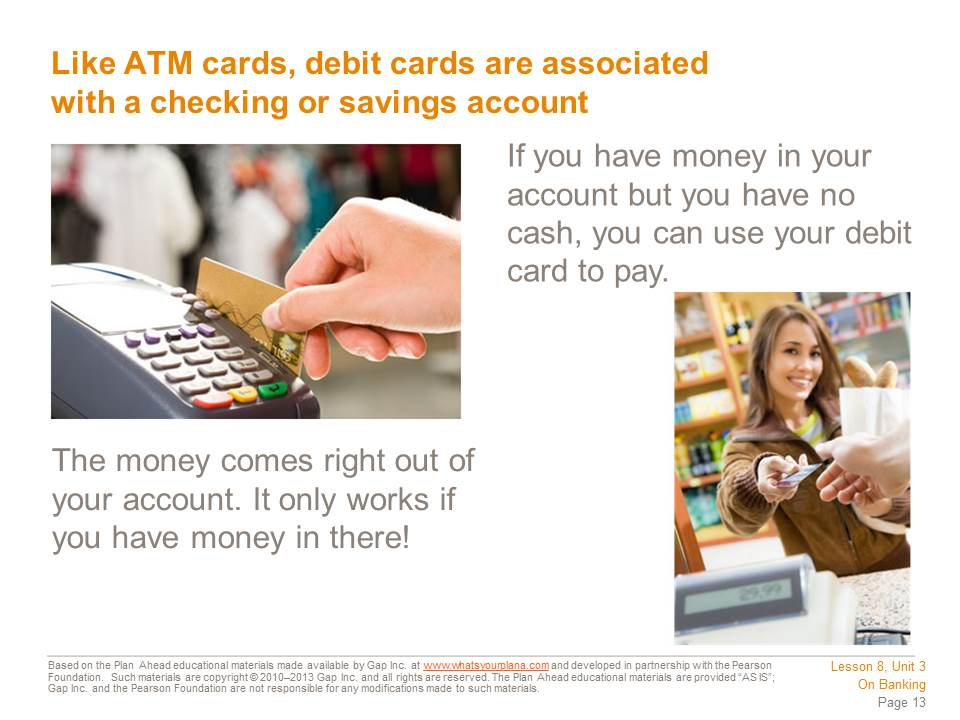 Like ATM cards, debit cards are associated
with a checking or savings account
If you have money in your
account but you have no
cash, you can use your debit
card to pay.
The money comes right out of
your account. It only works if
you have money in there!
29.99
Based on the Plan Ahead educational materials made available by Gap Inc. at www.whatsyourplana.com and developed in partnership with the Pearson
Foundation. Such materials are copyright © 2010–2013 Gap Inc. and all rights are reserved. The Plan Ahead educational materials are provided “AS IS”;
Gap Inc. and the Pearson Foundation are not responsible for any modifications made to such materials.
Lesson 8, Unit 3
On Banking
Page 13